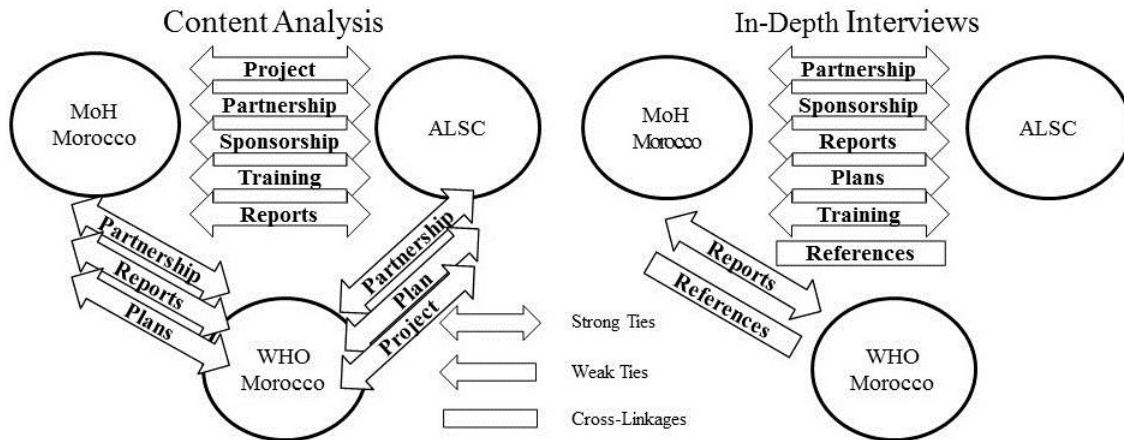 Content Analysis
MoH
Morocco
Project
Partnership
Sponsorship
Training
Reports
ALSC
Partnership
Reports
Plans
Partnership
Plan
Project
WHO
Morocco
Strong Ties
Weak Ties
Cross-Linkages
In-Depth Interviews
MoH
Morocco
Partnership
Sponsorship
Reports
Plans
Training
References
ALSC
Reports
References
WHO
Morocco